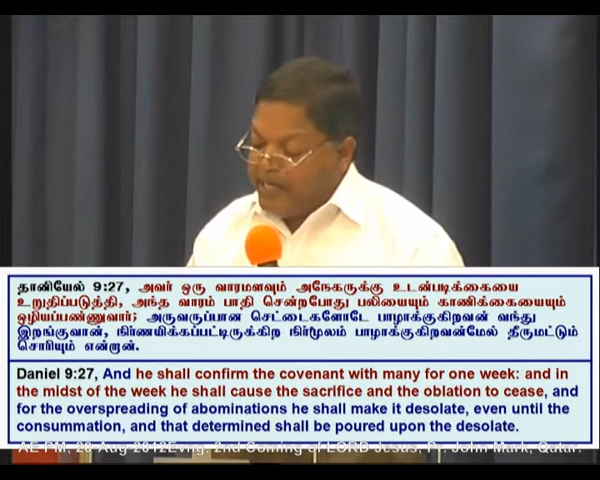 தானியேல் 9:27, அவர் ஒரு வாரமளவும் அநேகருக்கு உடன்படிக்கையை
உறுதிப்படுத்தி, அந்த வாரம் பாதி சென்றபோது பலியையும் காணிக்கையையும்
ஒழியப்பண்ணுவார்; அருவருப்பான செட்டைகளோடே பாழாக்குகிறவன் வந்து
இறங்குவான், நிர்ணயிக்கப்பட்டிருக்கிற நிர்மூலம் பாழாக்குகிறவன்மேல் தீருமட்டும்
சொரியும் என்றான்.
Daniel 9:27, And he shall confirm the covenant with many for one week: and in
the midst of the week he shall cause the sacrifice and the oblation to cease, and
for the overspreading of abominations he shall make it desolate, even until the
consummation, and that determined shall be poured upon the desolate.
AE PM, 20 Aug 2012Evng, 2nd Coming of LORD Jesus, Pr. John Mark, Qatar.